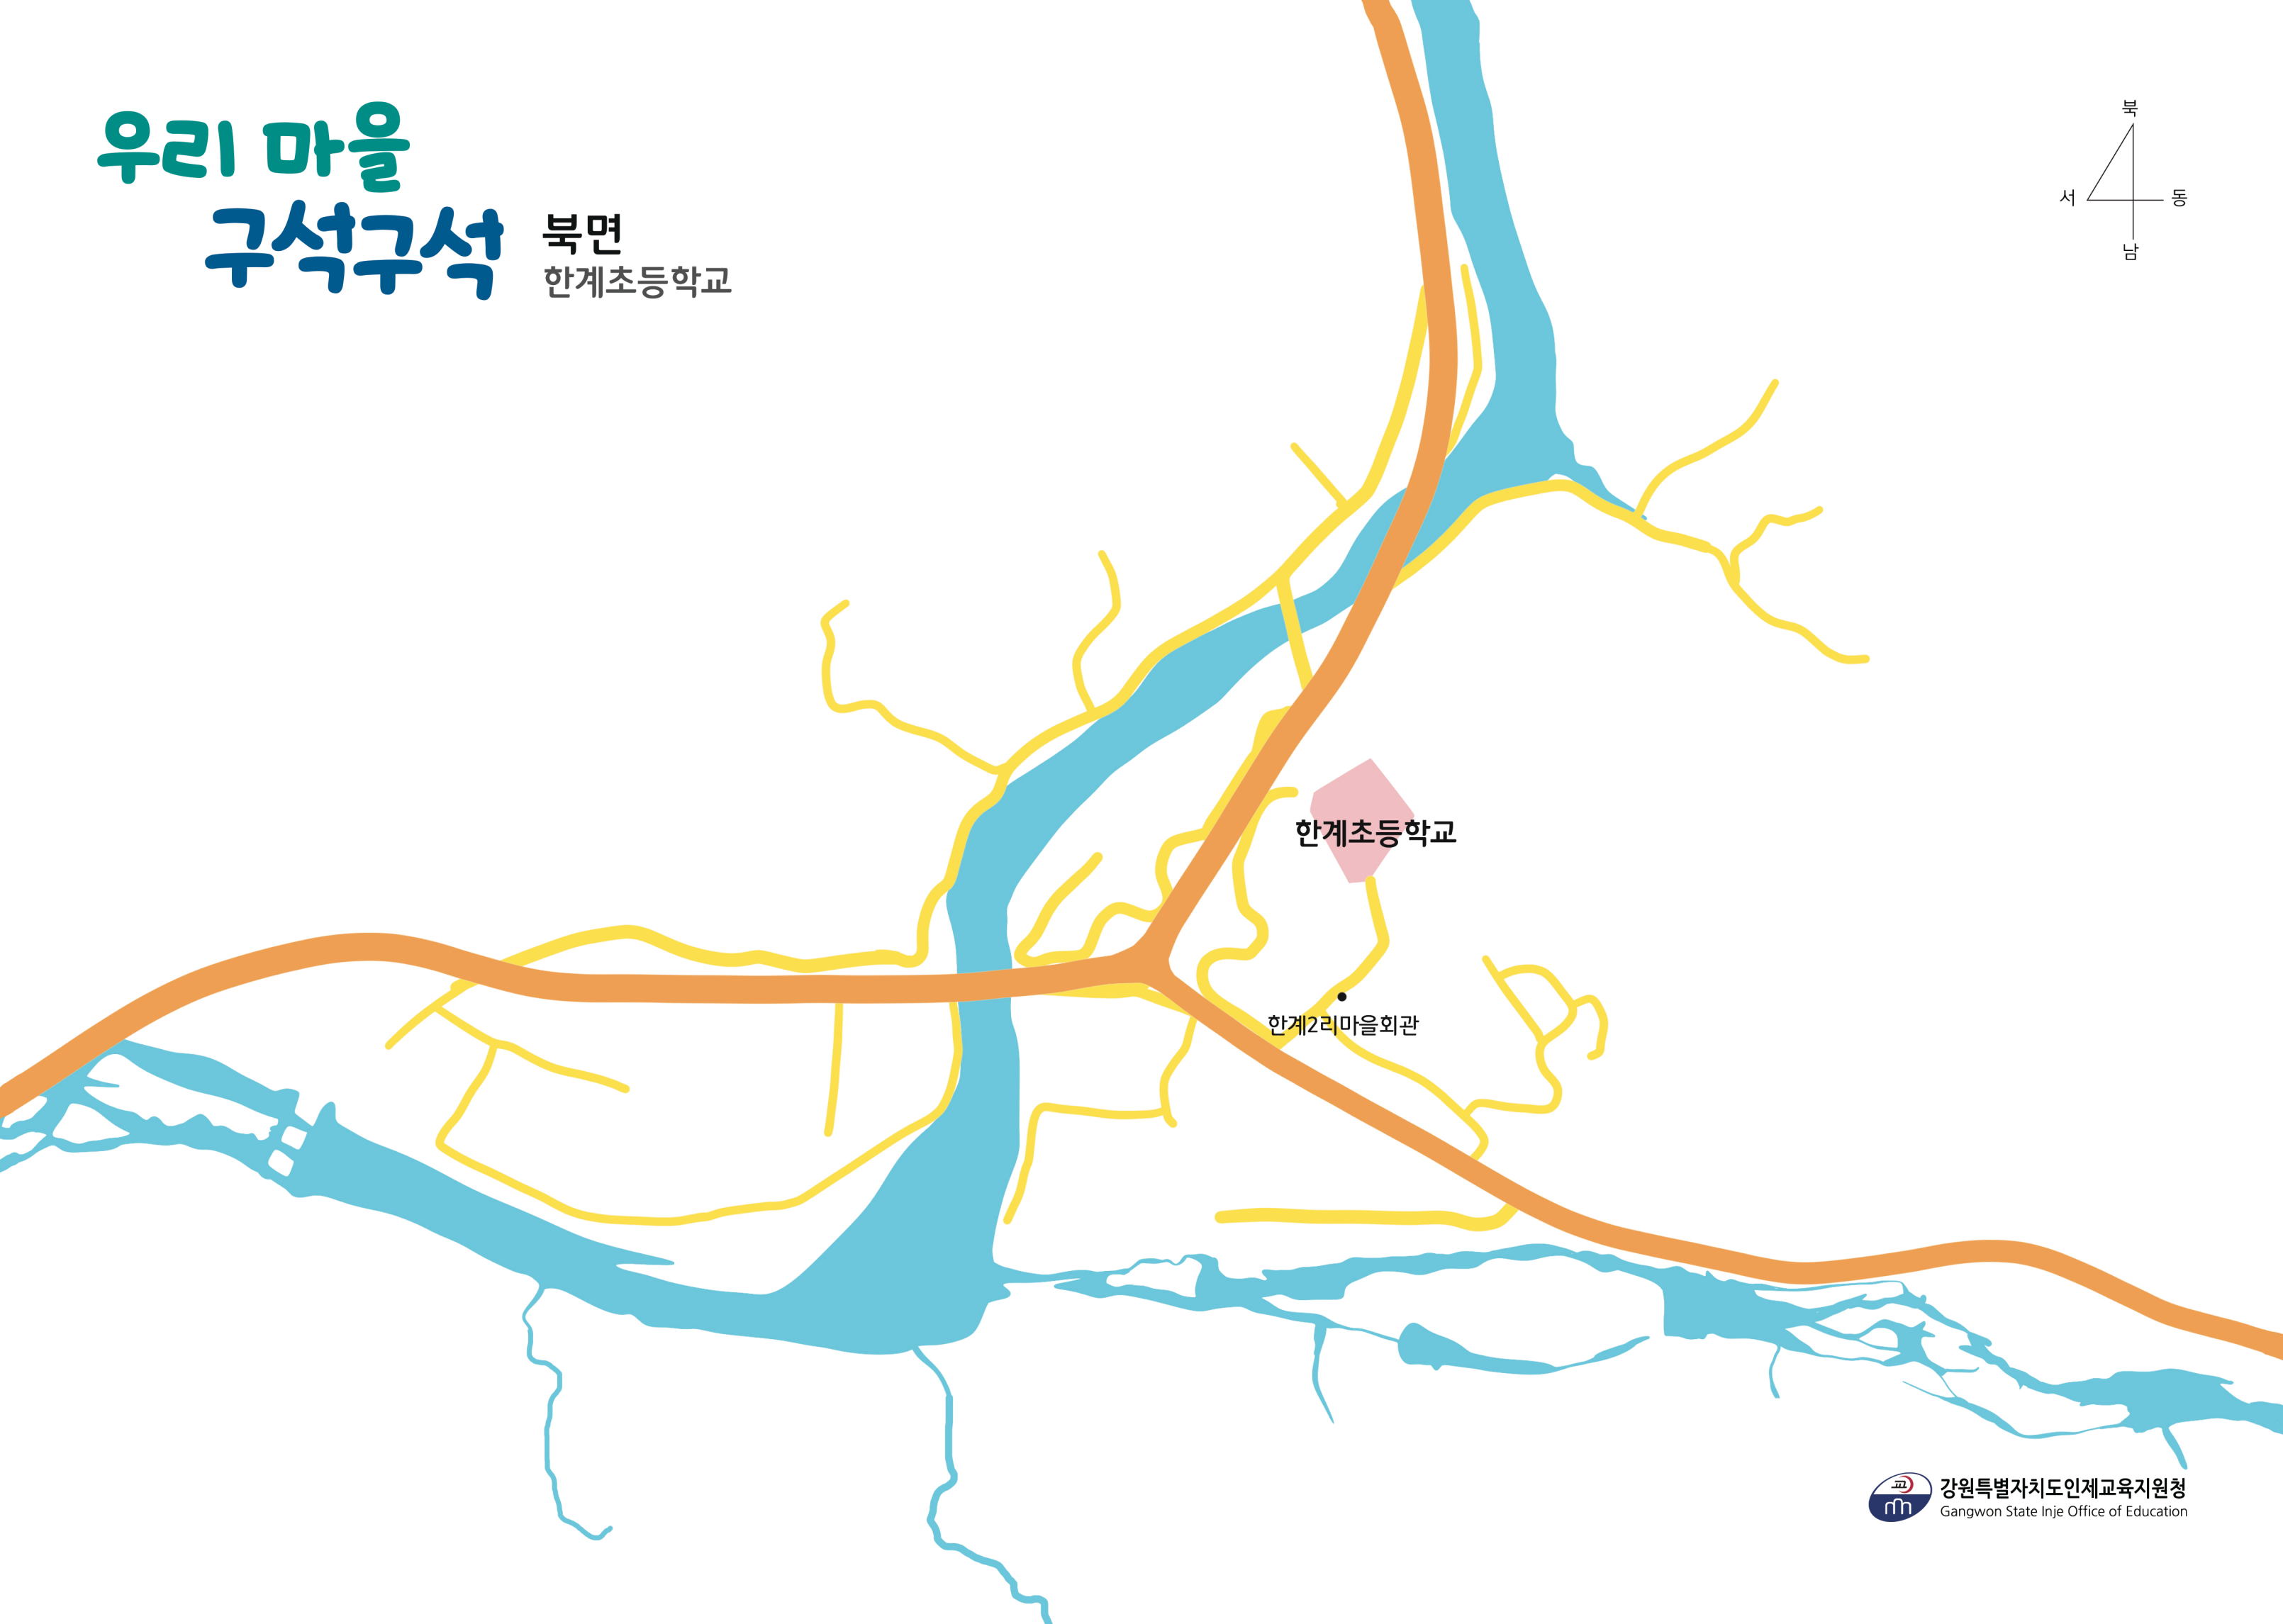 우리 마을
구석구석
북면
한계초등학교
북
서
동
남
한계초등학교
한계2리마을회관
교
강원특별자치도인제교육지원청
Gangwon State Inje Office of Education